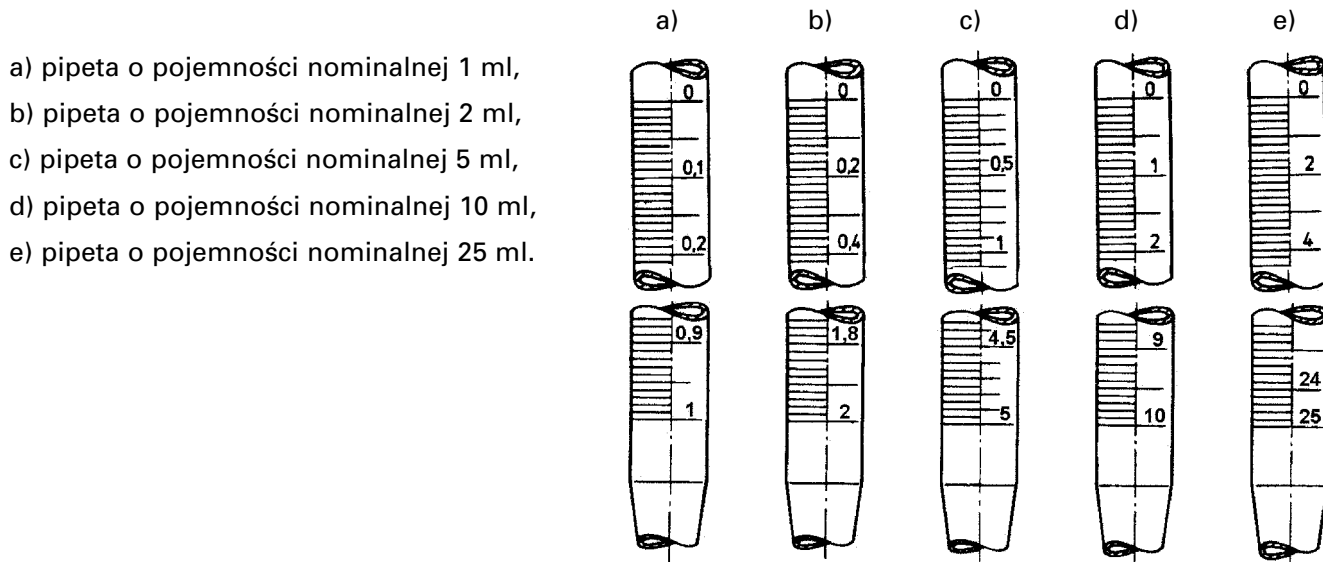 a) b) c) d) e)
a) pipeta o pojemności nominalnej 1 ml,
b) pipeta o pojemności nominalnej 2 ml,
c) pipeta o pojemności nominalnej 5 ml,
d) pipeta o pojemności nominalnej 10 ml,
e) pipeta o pojemności nominalnej 25 ml.
0 0 0 0 0
0,1 0,2 0,5 1 2
0,2 0,4 1 2 4
0,9 1,8 4,5 9
24
1 2 5 10 25